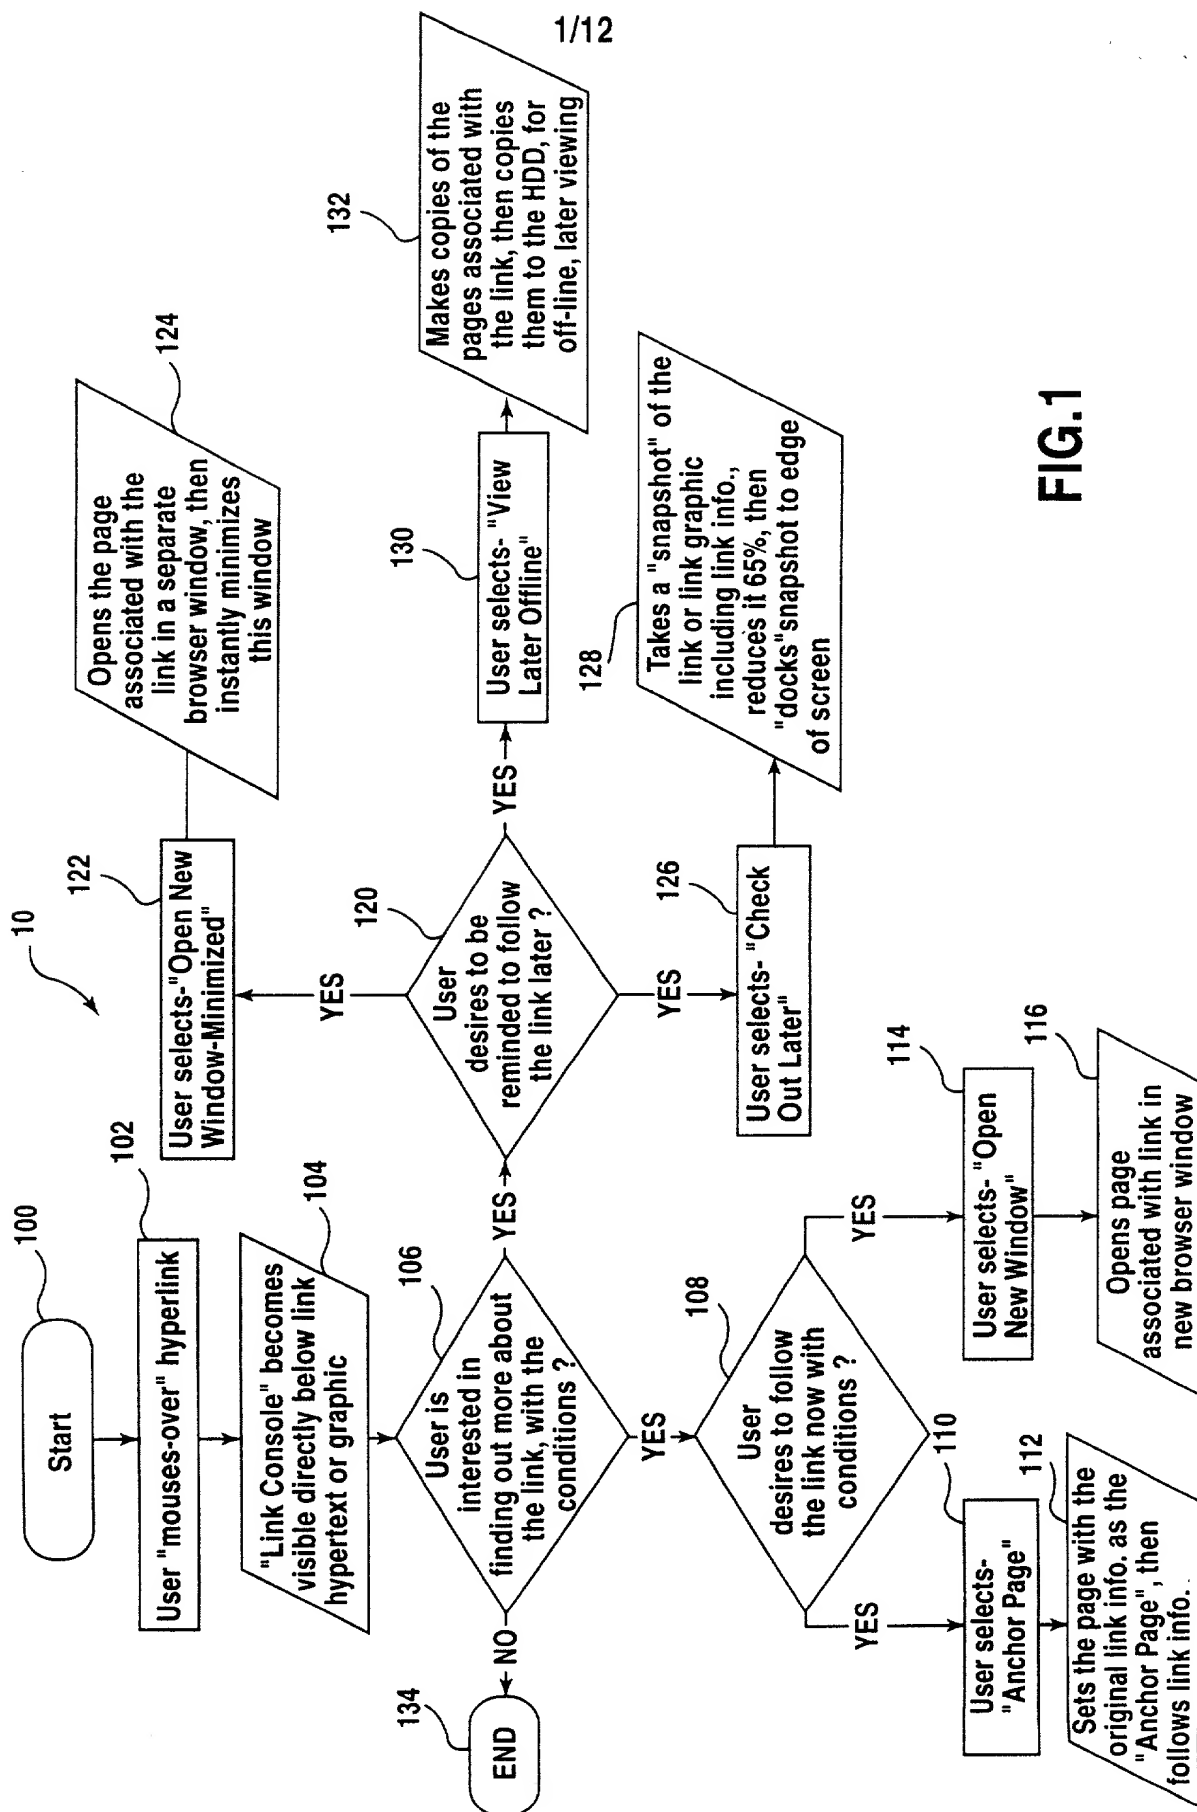 1/12
10
100
Start
102
User "mouses-over" hyperlink
104
"Link Console" becomes
visible directly below link
hypertext or graphic
106
User is
interested in
finding out more about
the link, with the
conditions ?
NO
134
END
YES
120
User
desires to be
reminded to follow
the link later ?
YES
122
User selects-"Open New
Window-Minimized"
124
Opens the page
associated with the
link in a separate
browser window, then
instantly minimizes
this window
YES
130
User selects- "View
Later Offline"
132
Makes copies of the
pages associated with
the link, then copies
them to the HDD, for
off-line, later viewing
YES
126
User selects- "Check
Out Later"
128
Takes a "snapshot" of the
link or link graphic
including link info.,
reduces it 65%, then
"docks"snapshot to edge
of screen
YES
108
User
desires to follow
the link now with
conditions ?
YES
110
User selects-
"Anchor Page"
112
Sets the page with the
original link info. as the
"Anchor Page", then
follows link info.
YES
114
User selects- "Open
New Window"
116
Opens page
associated with link in
new browser window
FIG.1